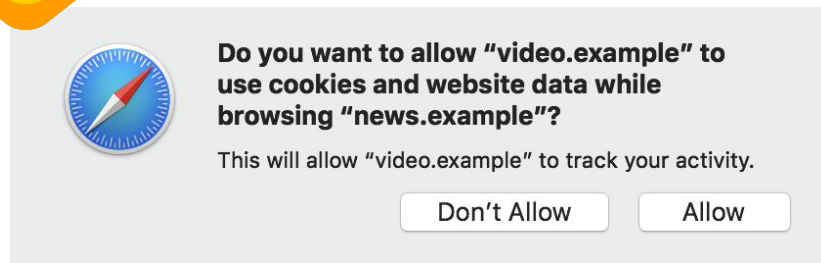 Do you want to allow “video.example” to
use cookies and website data while
browsing “news.example”?
This will allow “video.example” to track your activity.
Don’t Allow
Allow